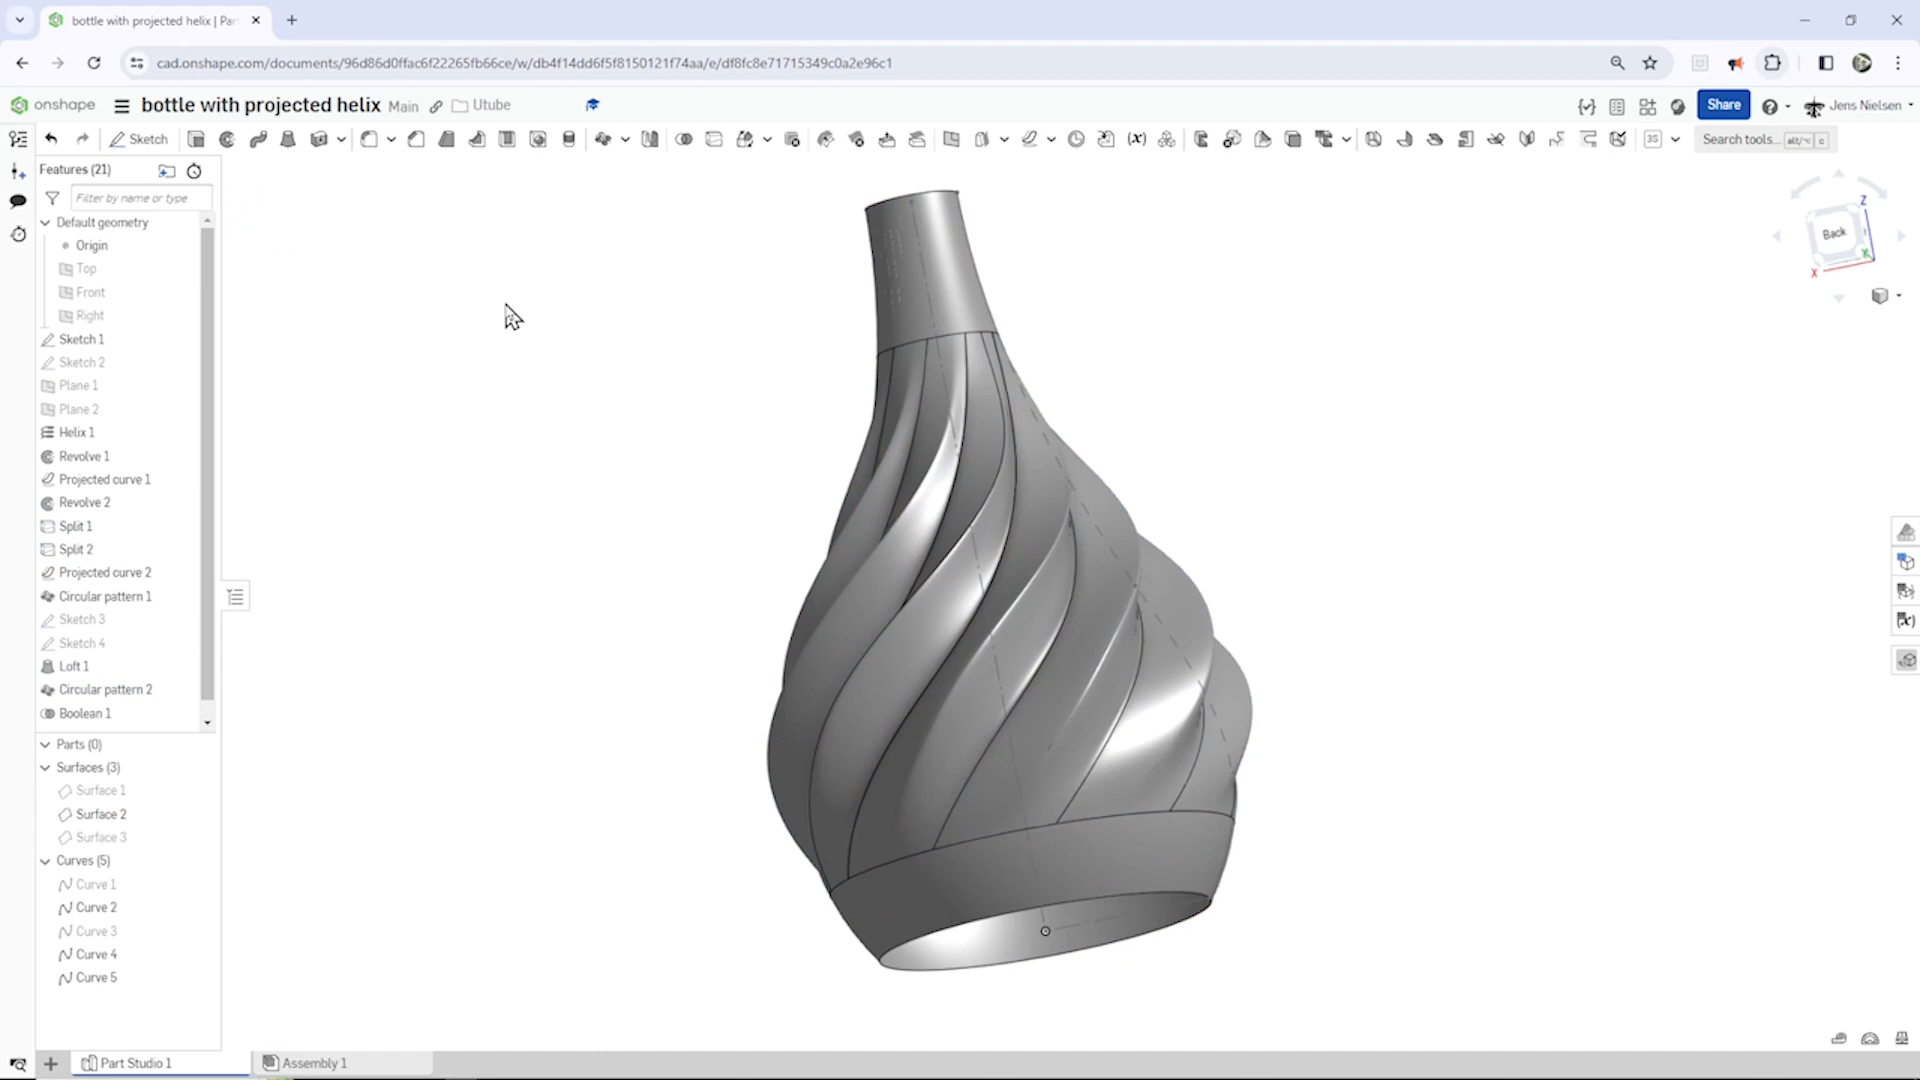 bottle with projected helix | Par
cad.onshape.com/documents/96d86d0ffac6f22265fb66ce/w/db4f14dd6f5f8150121f74aa/e/df8fc8e71715349c0a2e96c1
onshape bottle with projected helix Main Utube Share Jens Nielsen
Sketch 3S Search tools... alt/⌥ c
Features (21)
Filter by name or type
Default geometry
Origin
Top
Front
Right
Sketch 1
Sketch 2
Plane 1
Plane 2
Helix 1
Revolve 1
Projected curve 1
Revolve 2
Split 1
Split 2
Projected curve 2
Circular pattern 1
Sketch 3
Sketch 4
Loft 1
Circular pattern 2
Boolean 1
Parts (0)
Surfaces (3)
Surface 1
Surface 2
Surface 3
Curves (5)
Curve 1
Curve 2
Curve 3
Curve 4
Curve 5
Z
Back
X
Part Studio 1 Assembly 1